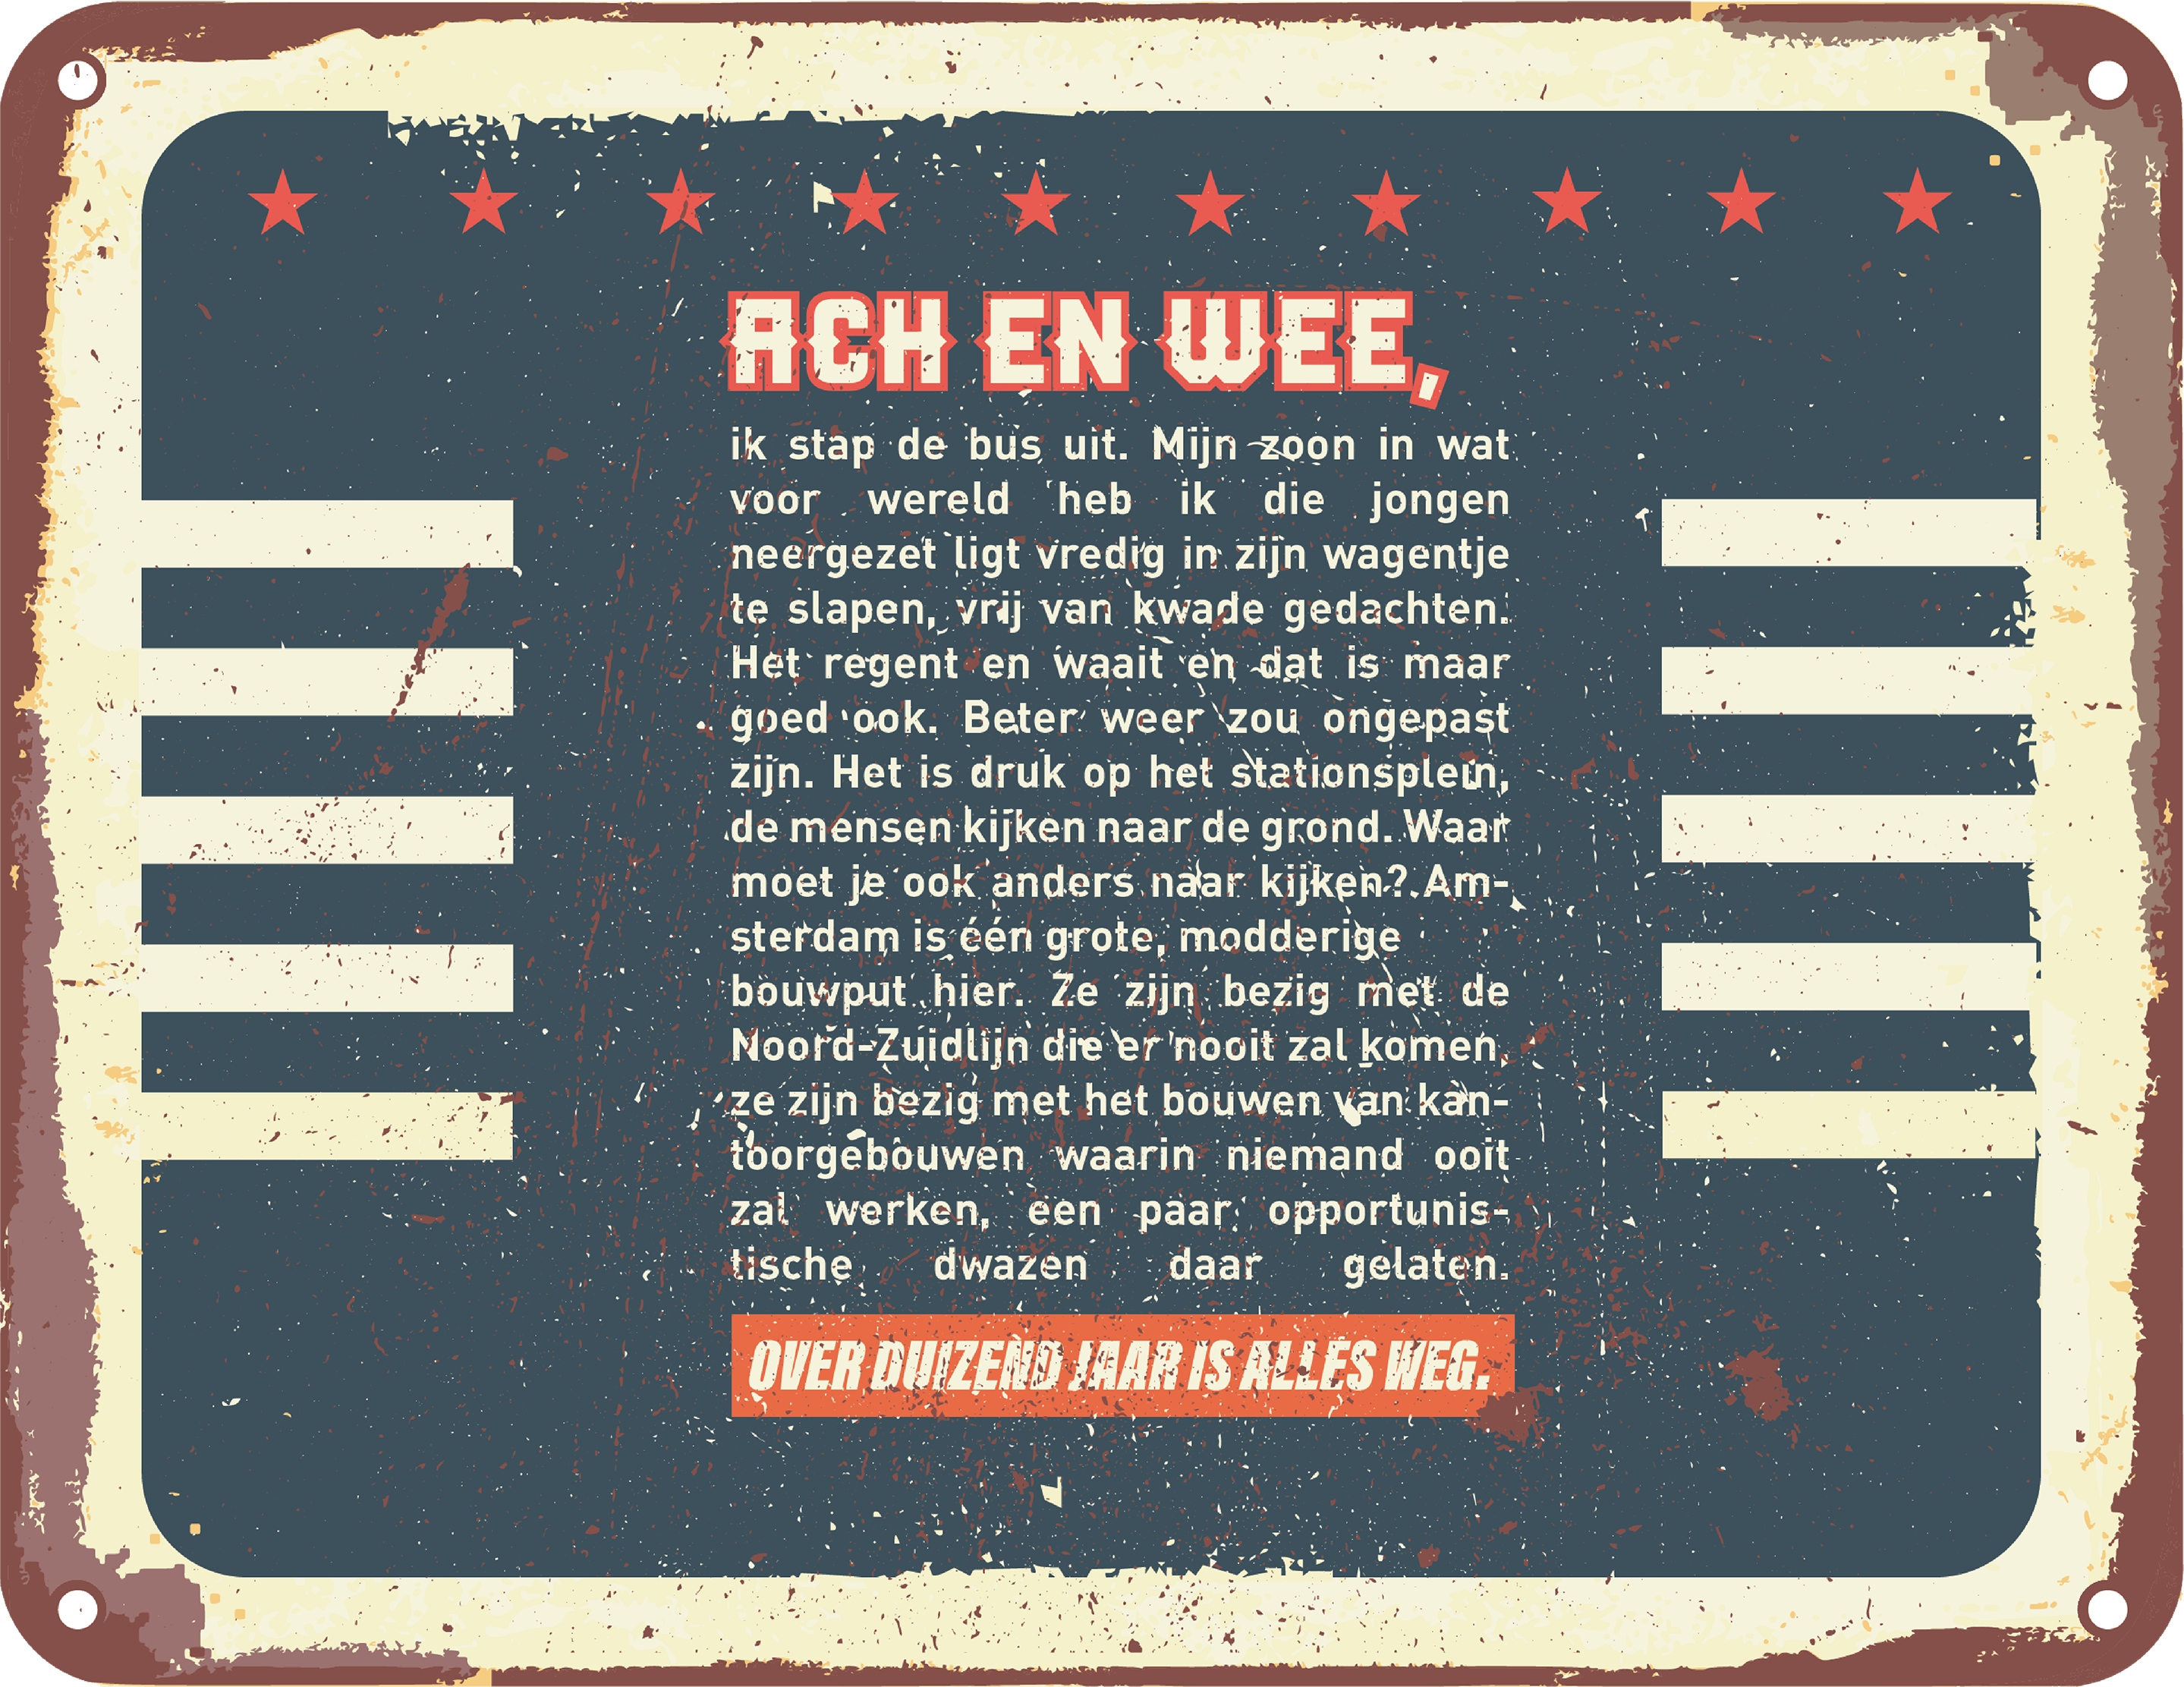 ACH EN WEE,
ik stap de bus uit. Mijn zoon in wat
voor wereld heb ik die jongen
neergezet ligt vredig in zijn wagentje
te slapen, vrij van kwade gedachten.
Het regent en waait en dat is maar
goed ook. Beter weer zou ongepast
zijn. Het is druk op het stationsplein,
de mensen kijken naar de grond. Waar
moet je ook anders naar kijken? Am-
sterdam is één grote, modderige
bouwput hier. Ze zijn bezig met de
Noord-Zuidlijn die er nooit zal komen,
ze zijn bezig met het bouwen van kan-
toorgebouwen waarin niemand ooit
zal werken, een paar opportunis-
tische dwazen daar gelaten.
OVER DUIZEND JAAR IS ALLES WEG.